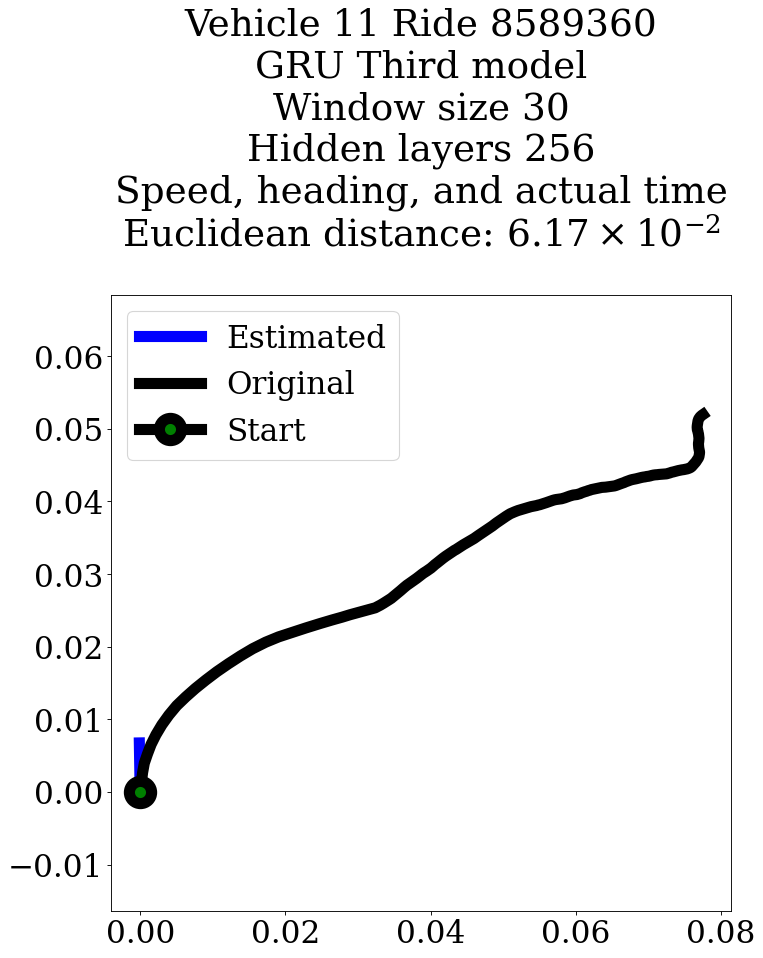 Vehicle 11 Ride 8589360
GRU Third model
Window size 30
Hidden layers 256
Speed, heading, and actual time
Euclidean distance: 6.17 × 10⁻²
Estimated
Original
Start
0.06
0.05
0.04
0.03
0.02
0.01
0.00
−0.01
0.00 0.02 0.04 0.06 0.08